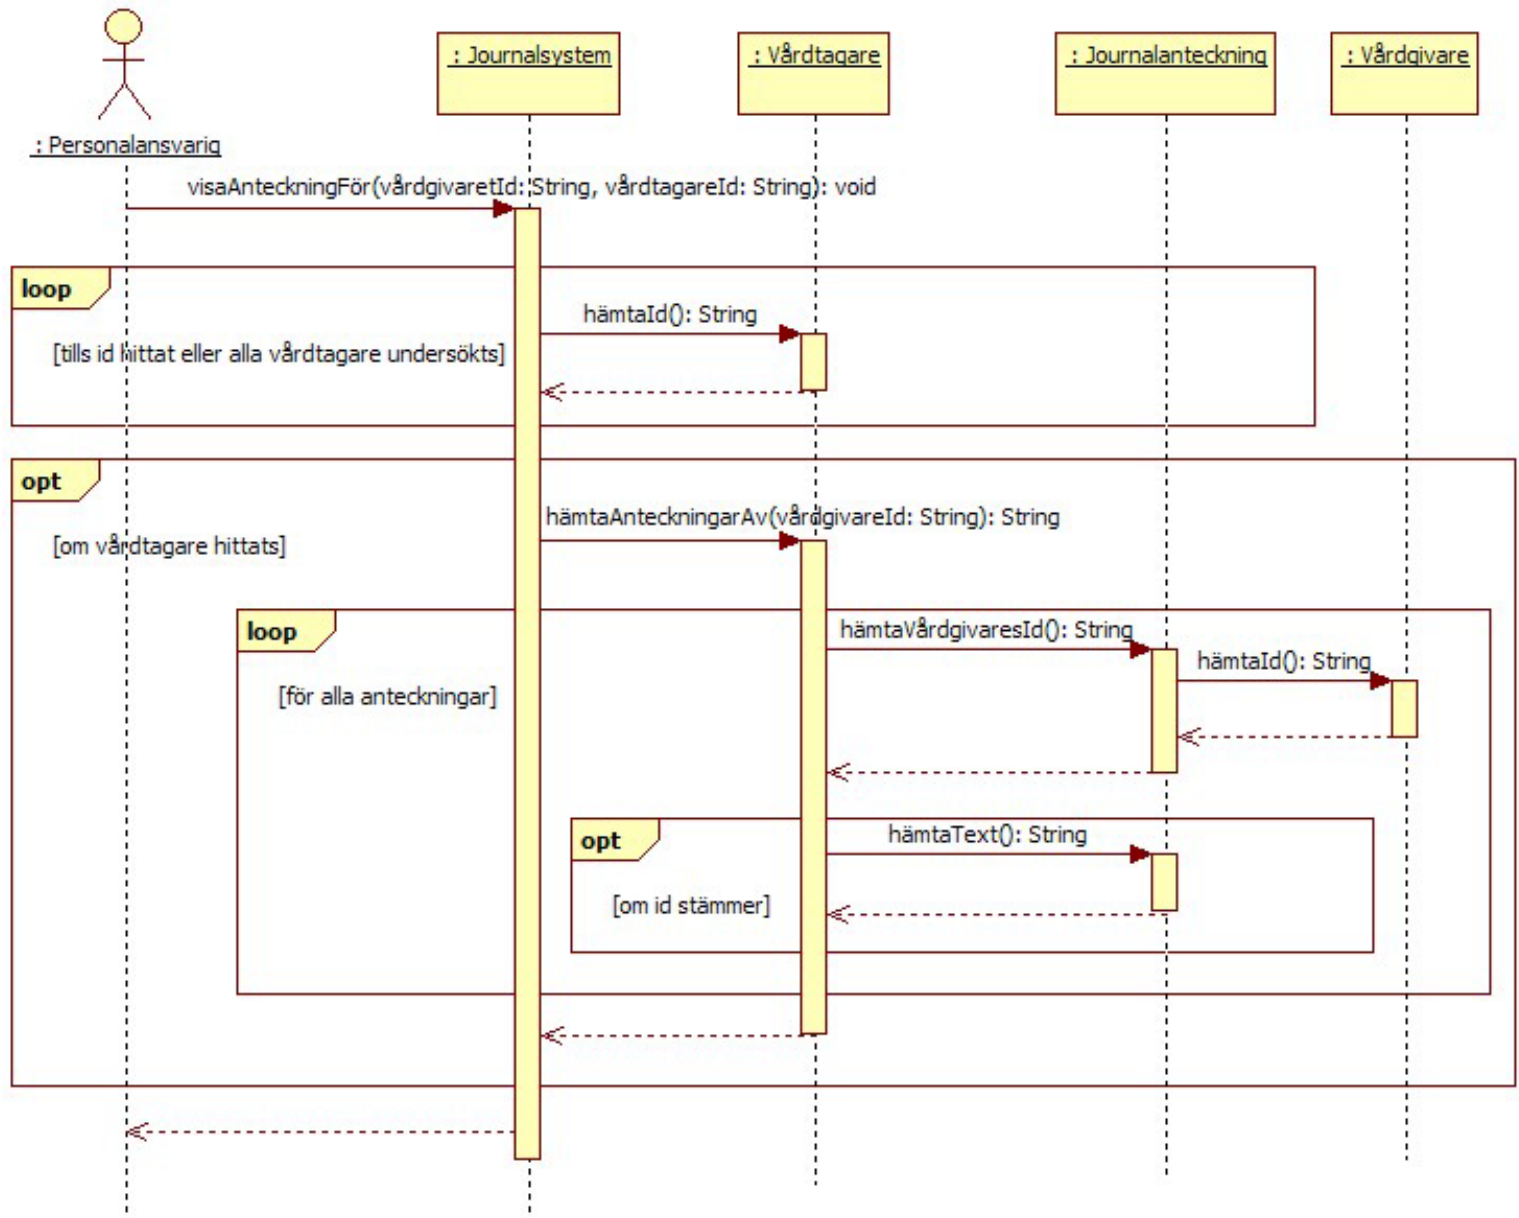 : Journalsystem
: Vårdtagare
: Journalanteckning
: Vårdgivare
: Personalansvarig
visaAnteckningFör(vårdgivaretId: String, vårdtagareId: String): void
loop
hämtaId(): String
[tills id hittat eller alla vårdtagare undersökts]
opt
hämtaAnteckningarAv(vårdgivareId: String): String
[om vårdtagare hittats]
loop
hämtaVårdgivaresId(): String
hämtaId(): String
[för alla anteckningar]
opt
hämtaText(): String
[om id stämmer]